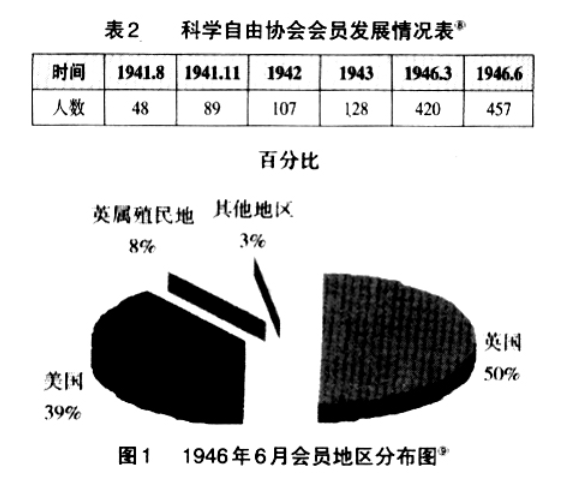 表2 科学自由协会会员发展情况表⑧
时间 1941.8 1941.11 1942 1943 1946.3 1946.6
人数 48 89 107 128 420 457
百分比
英属殖民地
8%
其他地区
3%
英国
50%
美国
39%
图1 1946年6月会员地区分布图⑨